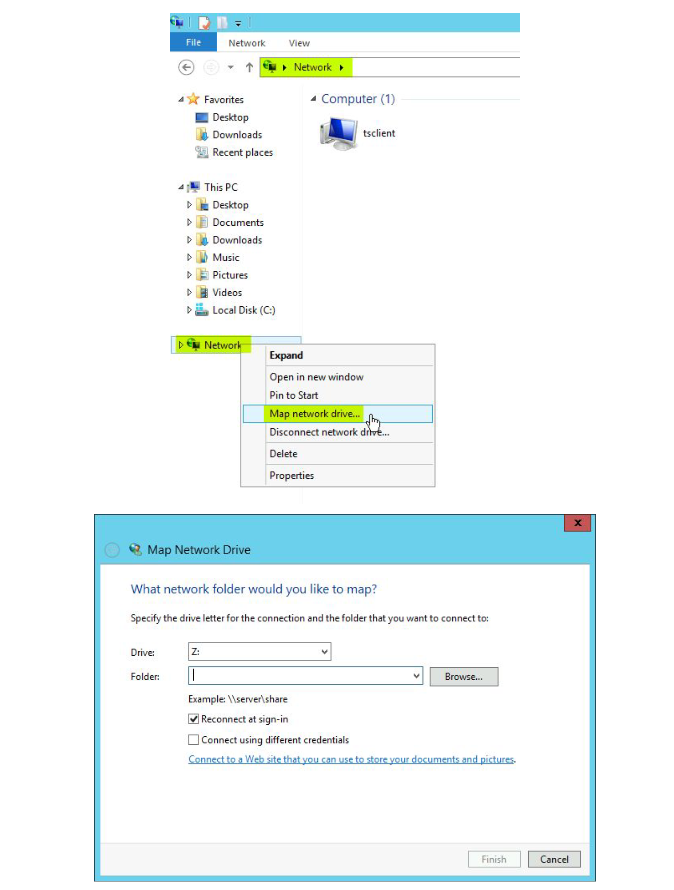 File Network View
Network
Favorites
Desktop
Downloads
Recent places
This PC
Desktop
Documents
Downloads
Music
Pictures
Videos
Local Disk (C:)
Network
Computer (1)
tsclient
Expand
Open in new window
Pin to Start
Map network drive...
Disconnect network drive...
Delete
Properties
x
Map Network Drive
What network folder would you like to map?
Specify the drive letter for the connection and the folder that you want to connect to:
Drive: Z:
Folder: Browse...
Example: \\server\share
Reconnect at sign-in
Connect using different credentials
Connect to a Web site that you can use to store your documents and pictures.
Finish Cancel